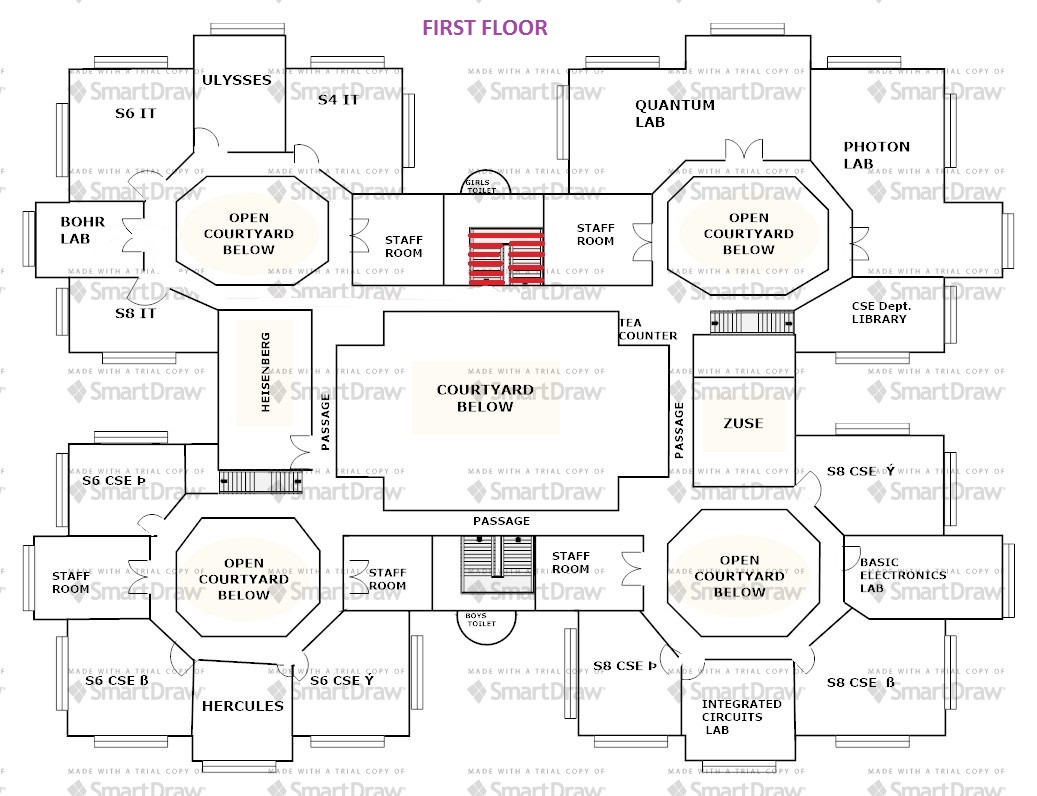 FIRST FLOOR
ULYSSES
S6 IT
S4 IT
QUANTUM
LAB
PHOTON
LAB
GIRLS
TOILET
BOHR
LAB
OPEN
COURTYARD
BELOW
STAFF
ROOM
STAFF
ROOM
OPEN
COURTYARD
BELOW
S8 IT
CSE Dept.
LIBRARY
TEA
COUNTER
HEISENBERG
PASSAGE
COURTYARD
BELOW
PASSAGE
ZUSE
S6 CSE Þ
S8 CSE Ý
PASSAGE
STAFF
ROOM
OPEN
COURTYARD
BELOW
STAFF
ROOM
STAFF
ROOM
OPEN
COURTYARD
BELOW
BASIC
ELECTRONICS
LAB
BOYS
TOILET
S6 CSE ß
S6 CSE Ý
S8 CSE Þ
S8 CSE ß
HERCULES
INTEGRATED
CIRCUITS
LAB
MADE WITH A TRIAL COPY OF
SmartDraw